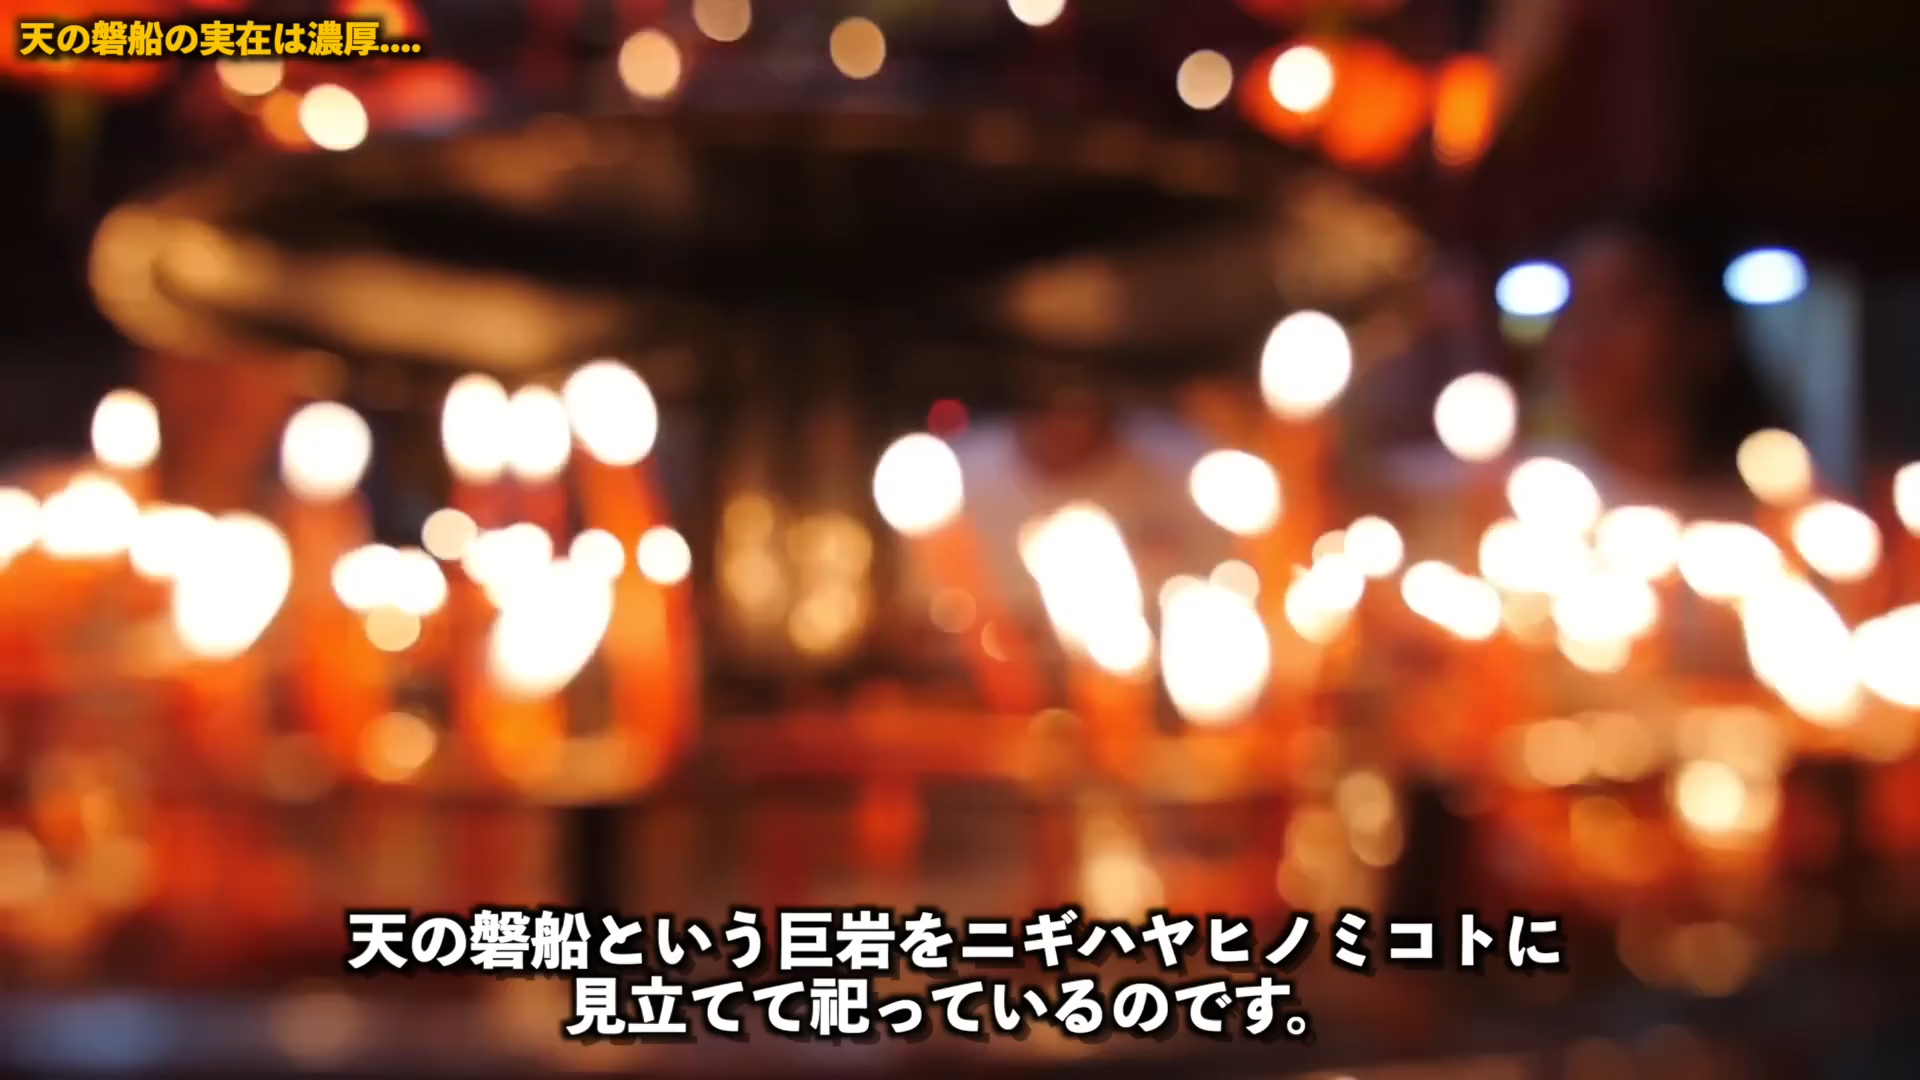 天の磐船の実在は濃厚....
天の磐船という巨岩をニギハヤヒノミコトに
見立てて祀っているのです。